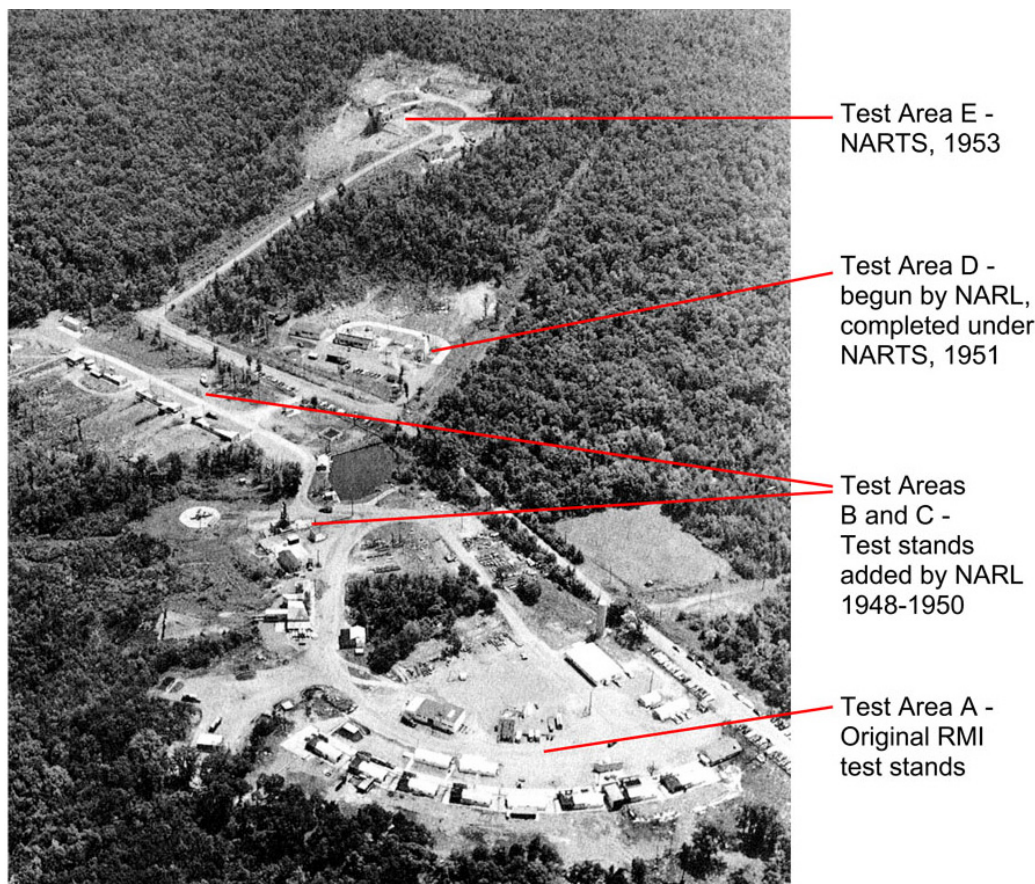 Test Area E -
NARTS, 1953
Test Area D -
begun by NARL,
completed under
NARTS, 1951
Test Areas
B and C -
Test stands
added by NARL
1948-1950
Test Area A -
Original RMI
test stands